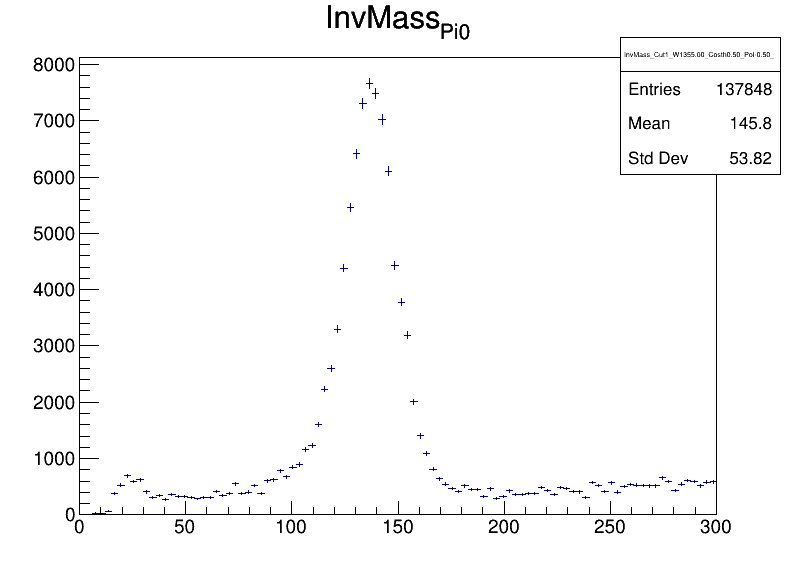 InvMassPi0
InvMass_Cut1_W1355.00_Costh0.50_Pol-0.50_
Entries 137848
Mean 145.8
Std Dev 53.82
8000
7000
6000
5000
4000
3000
2000
1000
0
0 50 100 150 200 250 300